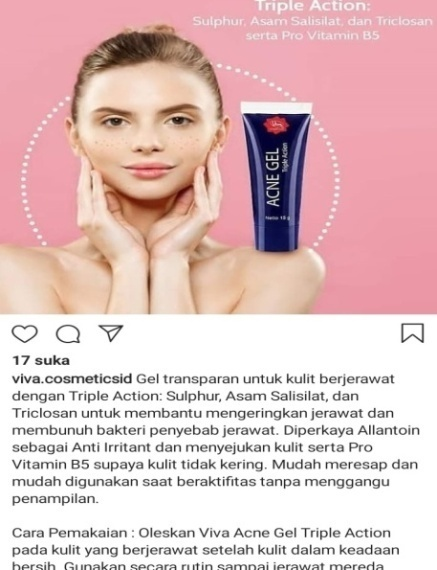 Triple Action:
Sulphur, Asam Salisilat, dan Triclosan
serta Pro Vitamin B5
ACNE GEL
Triple Action
Netto 15 g
17 suka
viva.cosmeticsid Gel transparan untuk kulit berjerawat
dengan Triple Action: Sulphur, Asam Salisilat, dan
Triclosan untuk membantu mengeringkan jerawat dan
membunuh bakteri penyebab jerawat. Diperkaya Allantoin
sebagai Anti Irritant dan menyejukan kulit serta Pro
Vitamin B5 supaya kulit tidak kering. Mudah meresap dan
mudah digunakan saat beraktifitas tanpa menggangu
penampilan.
Cara Pemakaian : Oleskan Viva Acne Gel Triple Action
pada kulit yang berjerawat setelah kulit dalam keadaan
bersih. Gunakan secara rutin sampai jerawat mereda